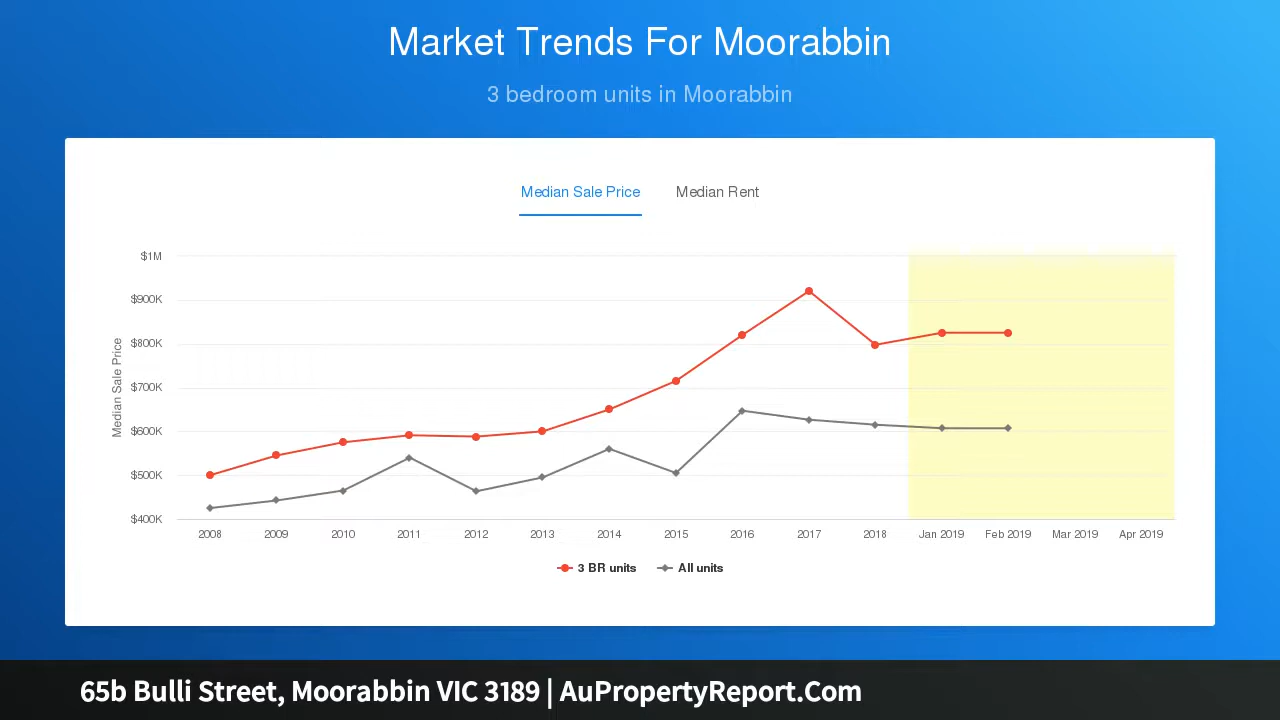 Market Trends For Moorabbin
3 bedroom units in Moorabbin
Median Sale Price Median Rent
Median Sale Price
$1M
$900K
$800K
$700K
$600K
$500K
$400K
2008 2009 2010 2011 2012 2013 2014 2015 2016 2017 2018 Jan 2019 Feb 2019 Mar 2019 Apr 2019
3 BR units All units
65b Bulli Street, Moorabbin VIC 3189 | AuPropertyReport.Com